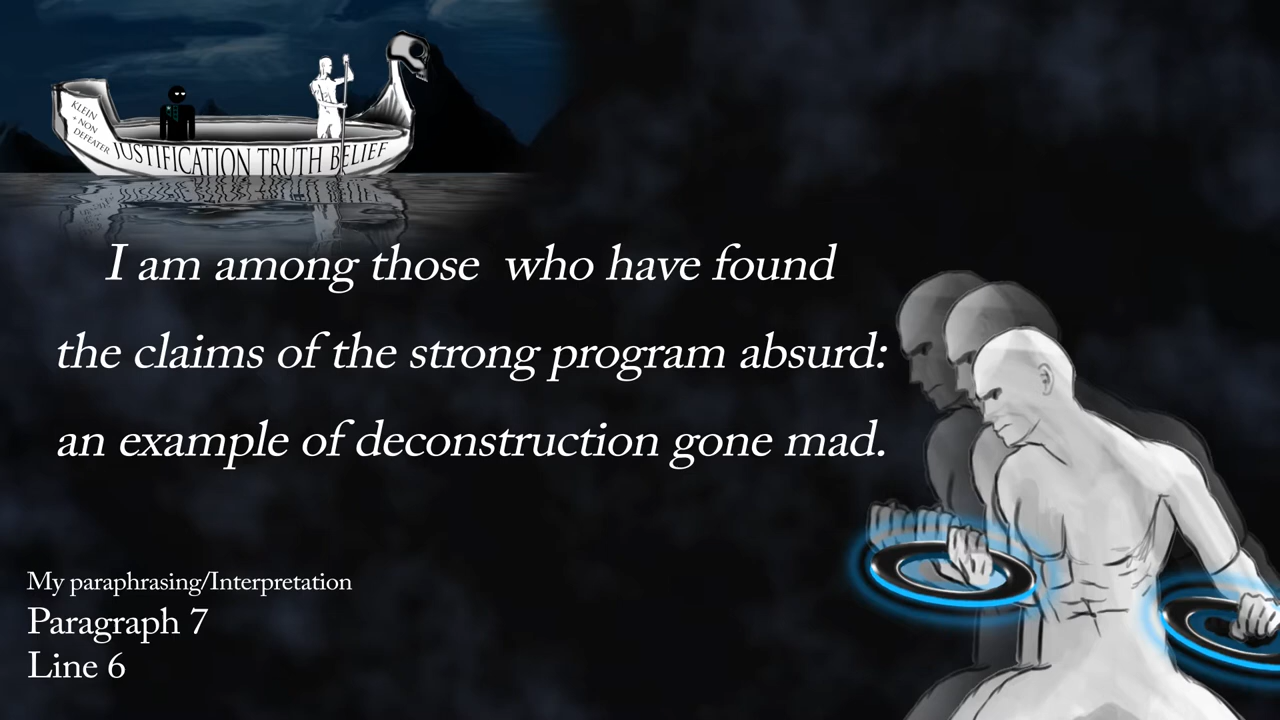 KLEIN
+ NON
DEFEATER
JUSTIFICATION TRUTH BELIEF
I am among those who have found
the claims of the strong program absurd:
an example of deconstruction gone mad.
My paraphrasing/Interpretation
Paragraph 7
Line 6